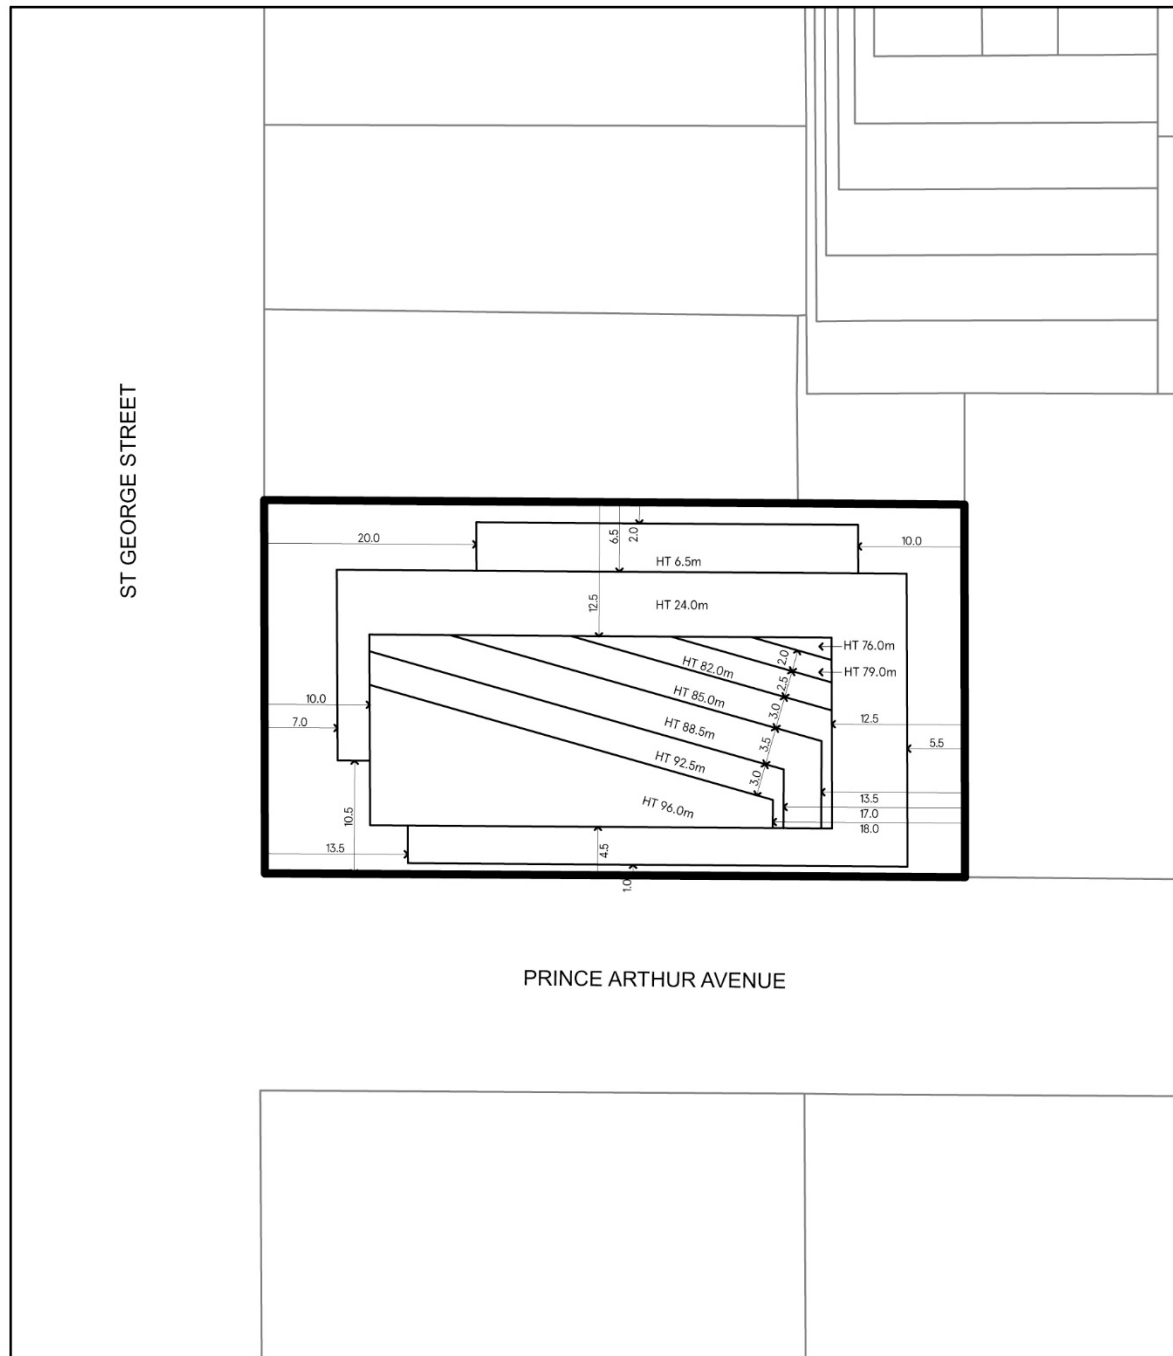 ST GEORGE STREET
20.0
6.5
2.0
10.0
HT 6.5m
12.5
HT 24.0m
HT 76.0m
2.0
HT 82.0m
HT 79.0m
2.5
HT 85.0m
10.0
3.0
12.5
7.0
HT 88.5m
3.5
5.5
HT 92.5m
3.0
13.5
HT 96.0m
17.0
10.5
18.0
13.5
4.5
1.0
PRINCE ARTHUR AVENUE